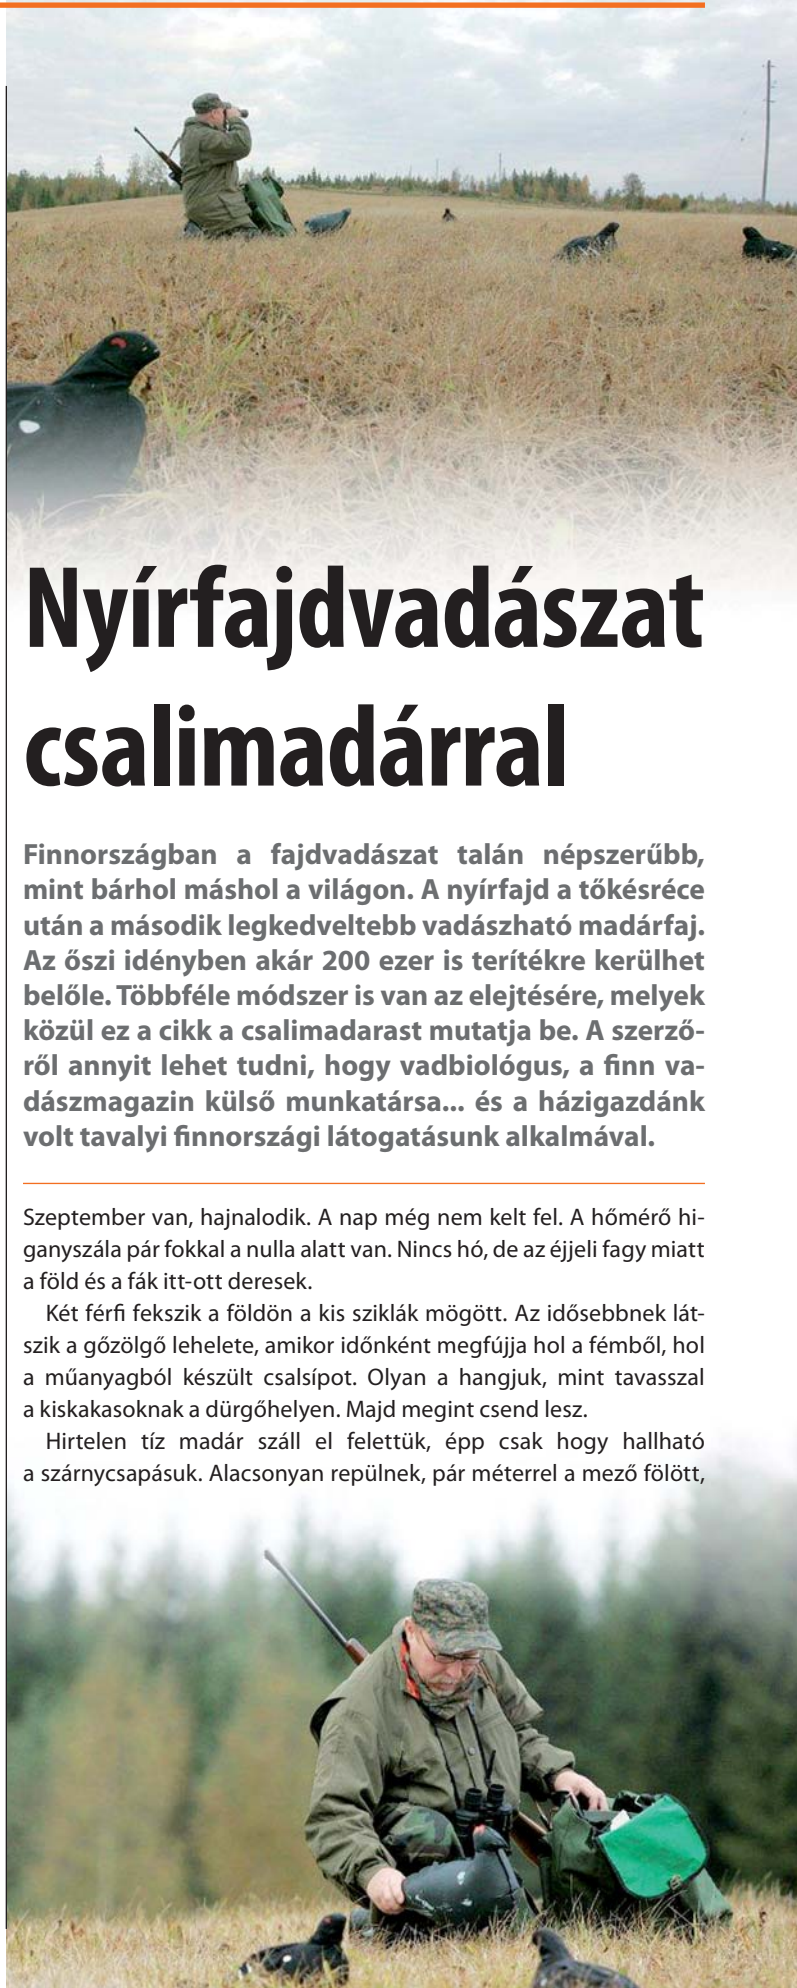 Nyírfajdvadászat
csalimadárral
Finnországban a fajdvadászat talán népszerűbb,
mint bárhol máshol a világon. A nyírfajd a tőkésréce
után a második legkedveltebb vadászható madárfaj.
Az őszi idényben akár 200 ezer is terítékre kerülhet
belőle. Többféle módszer is van az elejtésére, melyek
közül ez a cikk a csalimadarast mutatja be. A szerző-
ről annyit lehet tudni, hogy vadbiológus, a finn va-
dászmagazin külső munkatársa... és a házigazdánk
volt tavalyi finnországi látogatásunk alkalmával.
Szeptember van, hajnalodik. A nap még nem kelt fel. A hőmérő hi-
ganyszála pár fokkal a nulla alatt van. Nincs hó, de az éjjeli fagy miatt
a föld és a fák itt-ott deresek.
Két férfi fekszik a földön a kis sziklák mögött. Az idősebbnek lát-
szik a gőzölgő lehelete, amikor időnként megfújja hol a fémből, hol
a műanyagból készült csalsípot. Olyan a hangjuk, mint tavasszal
a kiskakasoknak a dürgőhelyen. Majd megint csend lesz.
Hirtelen tíz madár száll el felettük, épp csak hogy hallható
a szárnycsapásuk. Alacsonyan repülnek, pár méterrel a mező fölött,